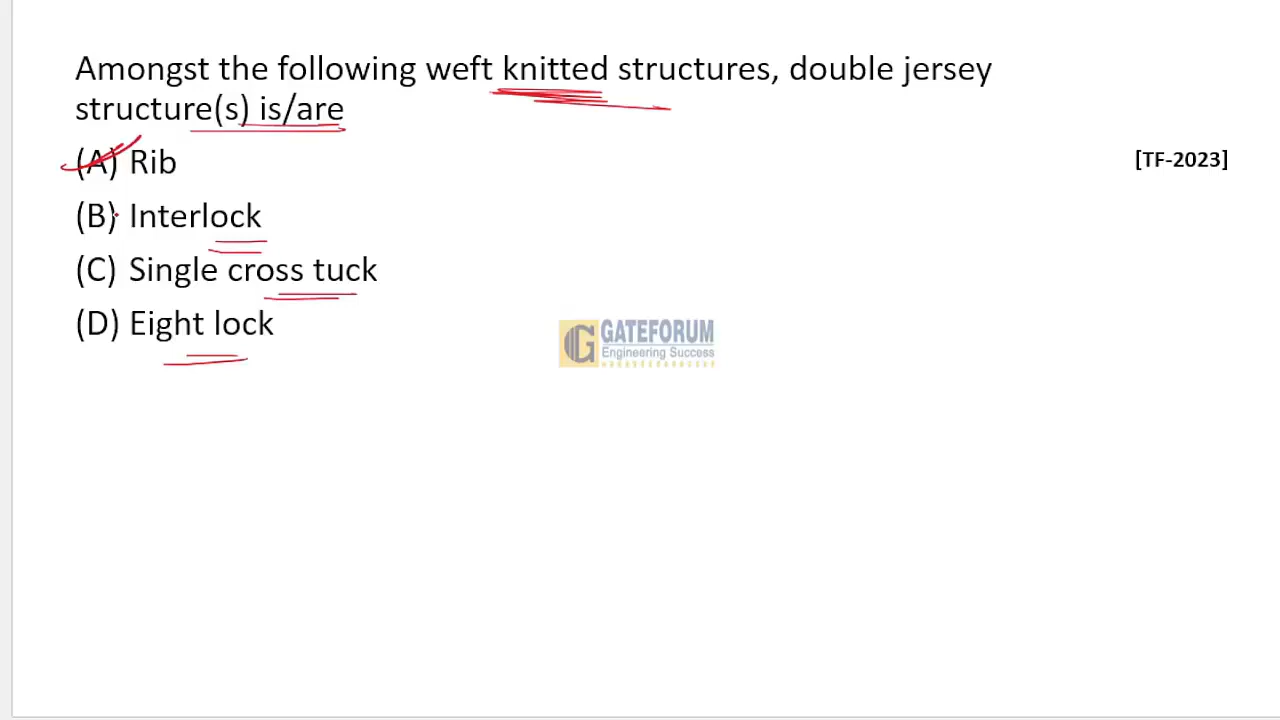 Amongst the following weft knitted structures, double jersey
structure(s) is/are
(A) Rib
[TF-2023]
(B) Interlock
(C) Single cross tuck
(D) Eight lock
G GATEFORUM
Engineering Success